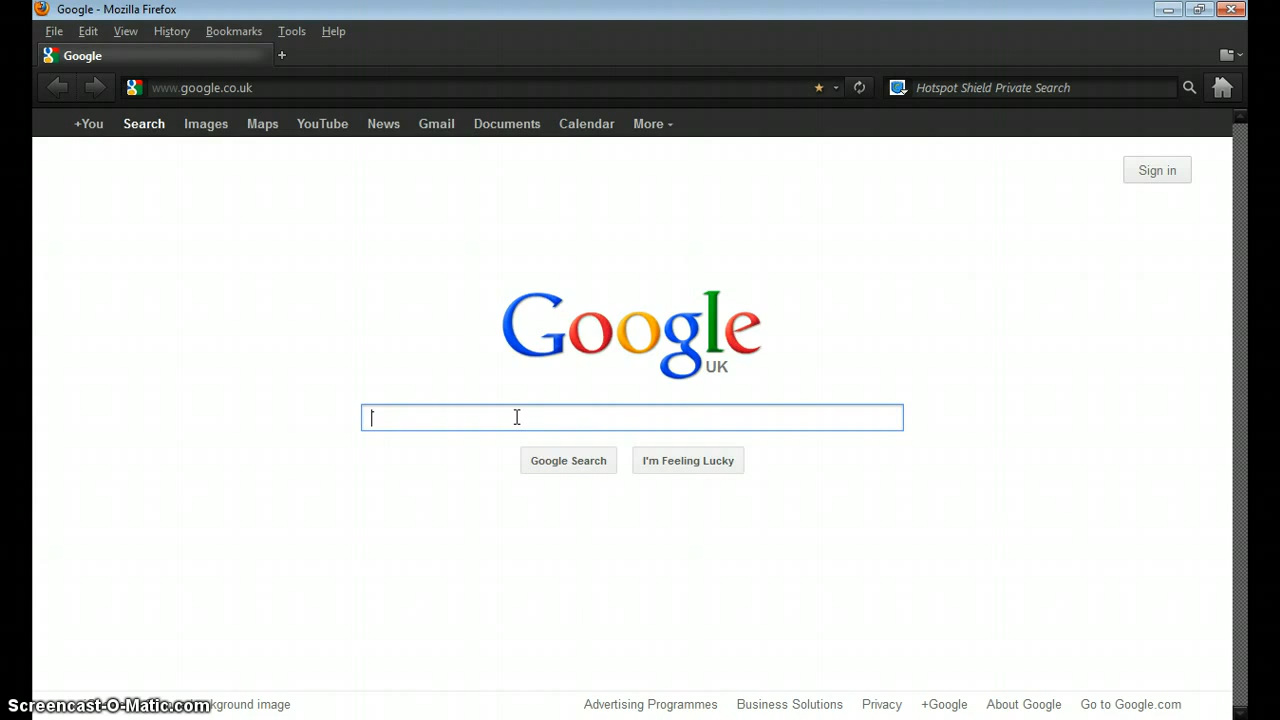 Google - Mozilla Firefox
File Edit View History Bookmarks Tools Help
Google
www.google.co.uk Hotspot Shield Private Search
+You Search Images Maps YouTube News Gmail Documents Calendar More
Sign in
Google
UK
Google Search I'm Feeling Lucky
Screencast-O-Matic.com ground image Advertising Programmes Business Solutions Privacy +Google About Google Go to Google.com